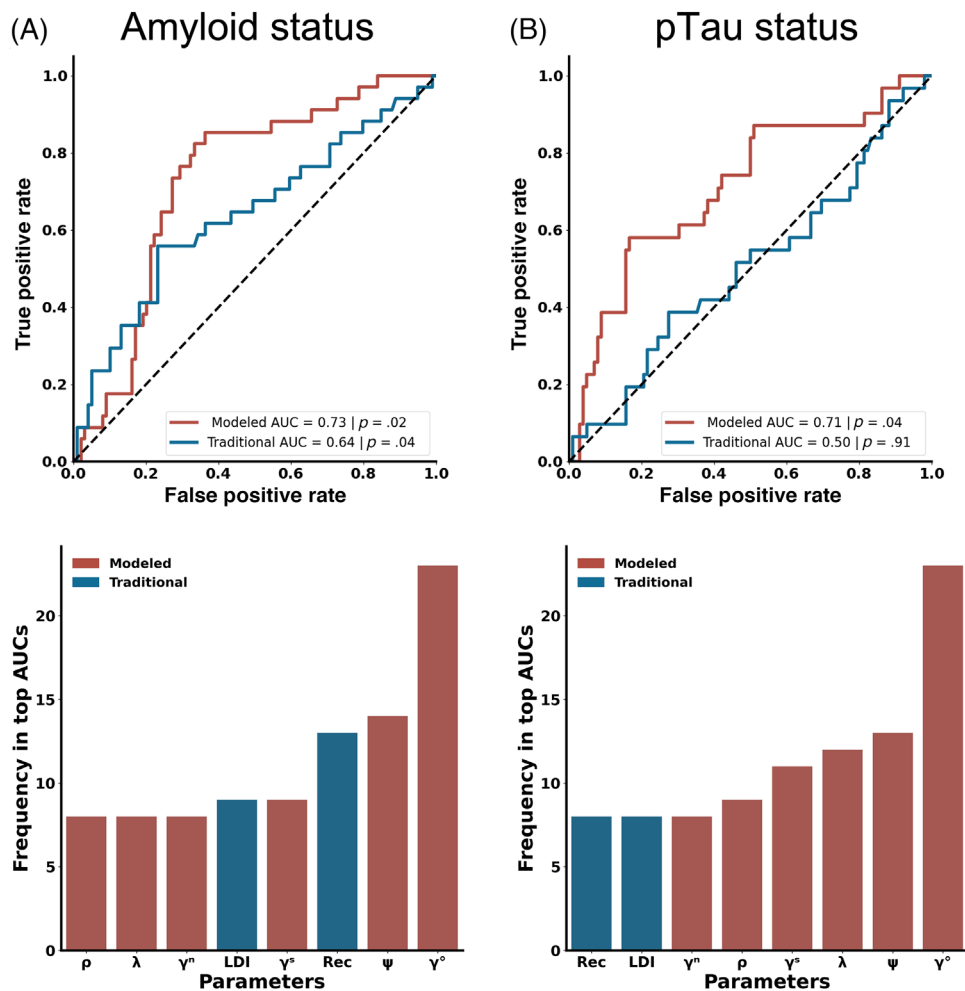 (A) Amyloid status
(B) pTau status
True positive rate
1.0
0.8
0.6
0.4
0.2
0.0
0.0 0.2 0.4 0.6 0.8 1.0
False positive rate
Modeled AUC = 0.73 | p = .02
Traditional AUC = 0.64 | p = .04
True positive rate
1.0
0.8
0.6
0.4
0.2
0.0
0.0 0.2 0.4 0.6 0.8 1.0
False positive rate
Modeled AUC = 0.71 | p = .04
Traditional AUC = 0.50 | p = .91
Frequency in top AUCs
20
15
10
5
0
Modeled
Traditional
ρ λ γⁿ LDI γˢ Rec ψ γ°
Parameters
Frequency in top AUCs
20
15
10
5
0
Modeled
Traditional
Rec LDI γⁿ ρ γˢ λ ψ γ°
Parameters